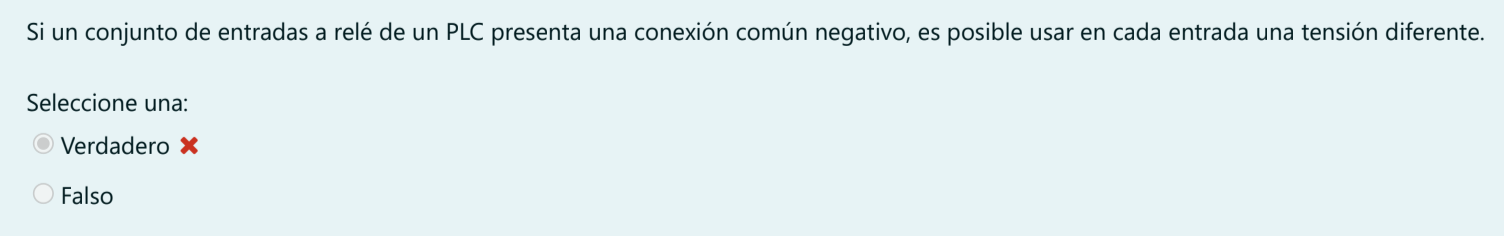 Si un conjunto de entradas a relé de un PLC presenta una conexión común negativo, es posible usar en cada entrada una tensión diferente.
Seleccione una:
Verdadero
Falso